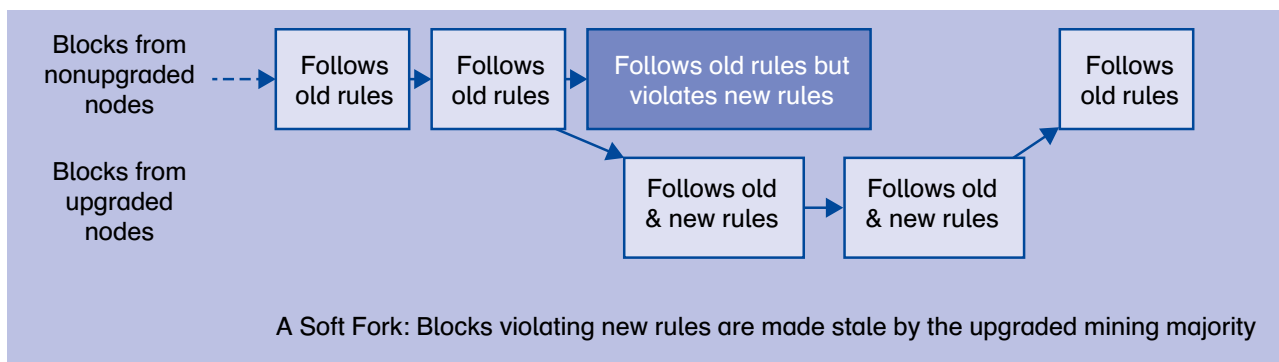 Blocks from
nonupgraded
nodes
Follows
old rules
Follows
old rules
Follows old rules but
violates new rules
Follows
old rules
Blocks from
upgraded
nodes
Follows old
& new rules
Follows old
& new rules
A Soft Fork: Blocks violating new rules are made stale by the upgraded mining majority